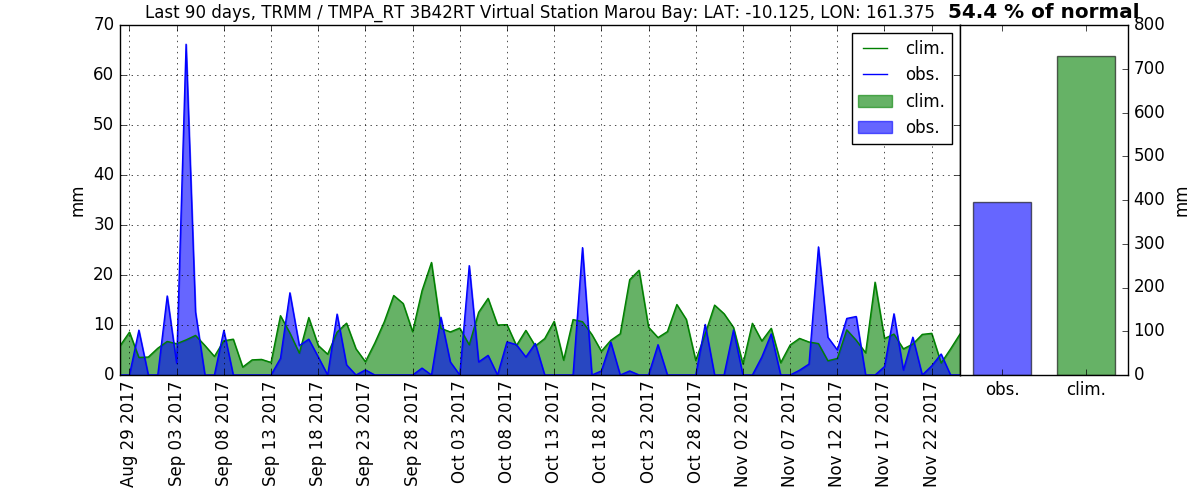 Last 90 days, TRMM / TMPA_RT 3B42RT Virtual Station Marou Bay: LAT: -10.125, LON: 161.375 54.4 % of normal
70
60
50
40
30
20
10
0
mm
clim.
obs.
clim.
obs.
800
700
600
500
400
300
200
100
0
mm
Aug 29 2017
Sep 03 2017
Sep 08 2017
Sep 13 2017
Sep 18 2017
Sep 23 2017
Sep 28 2017
Oct 03 2017
Oct 08 2017
Oct 13 2017
Oct 18 2017
Oct 23 2017
Oct 28 2017
Nov 02 2017
Nov 07 2017
Nov 12 2017
Nov 17 2017
Nov 22 2017
obs.
clim.